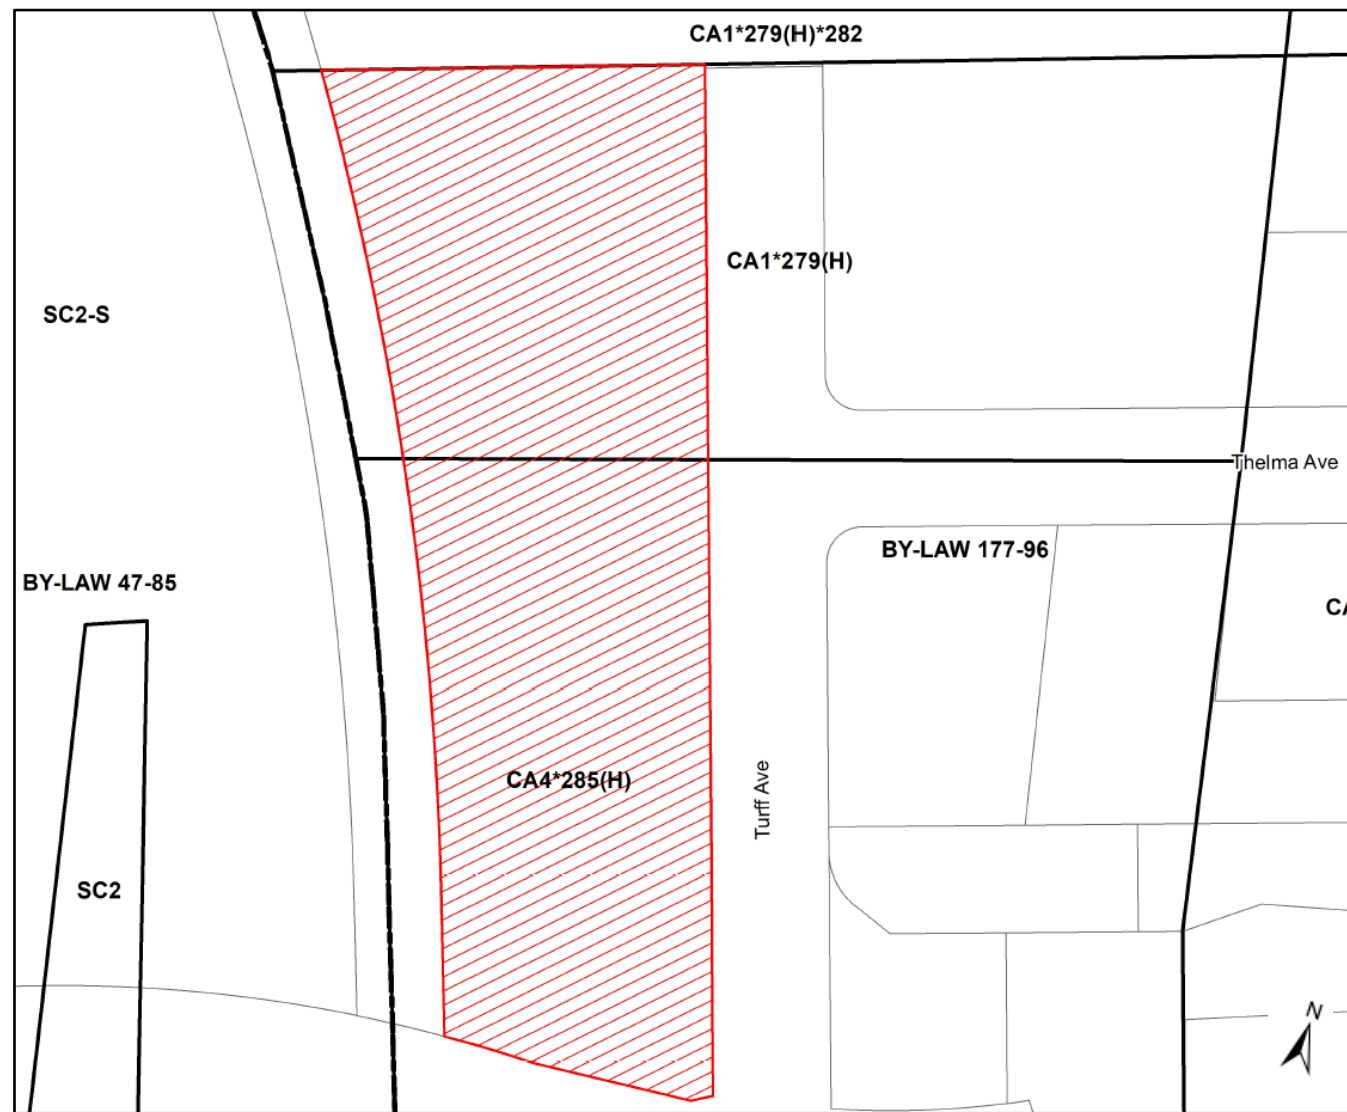 CA1*279(H)*282
CA1*279(H)
SC2-S
Thelma Ave
BY-LAW 177-96
BY-LAW 47-85
CA
CA4*285(H)
Turff Ave
SC2
N